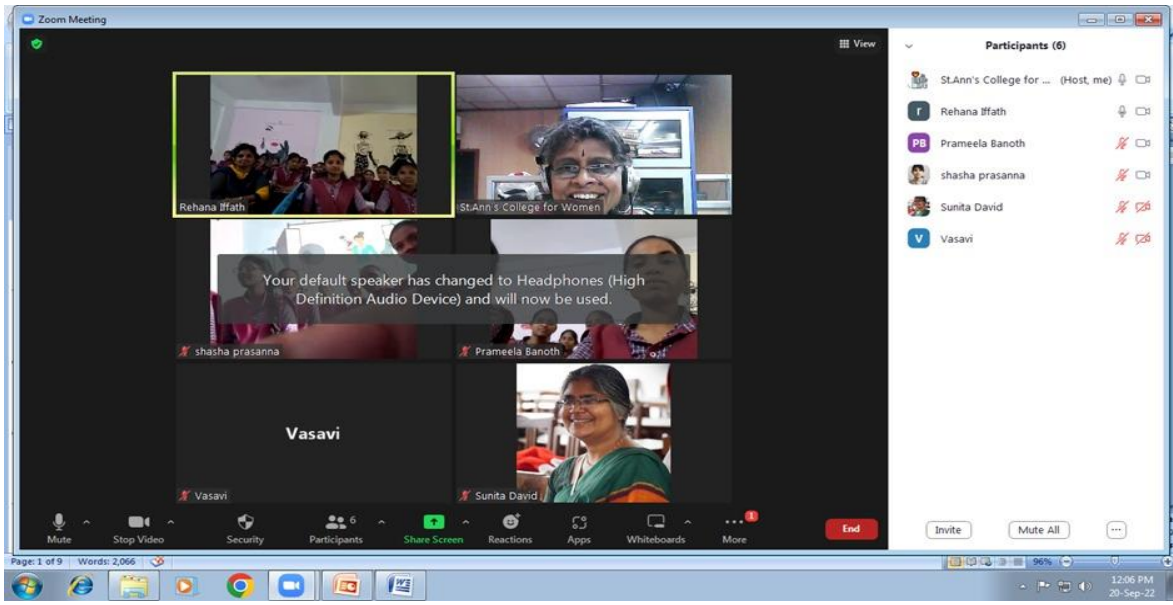 Zoom Meeting
View
Participants (6)
St.Ann's College for ... (Host, me)
r Rehana Iffath
PB Prameela Banoth
shasha prasanna
Sunita David
V Vasavi
Rehana Iffath
St.Ann's College for Women
Your default speaker has changed to Headphones (High
Definition Audio Device) and will now be used.
shasha prasanna
Prameela Banoth
Vasavi
Vasavi
Sunita David
6
1
Mute
Stop Video
Security
Participants
Share Screen
Reactions
Apps
Whiteboards
More
End
Invite
Mute All
Page: 1 of 9 Words: 2,066
96%
12:06 PM
20-Sep-22